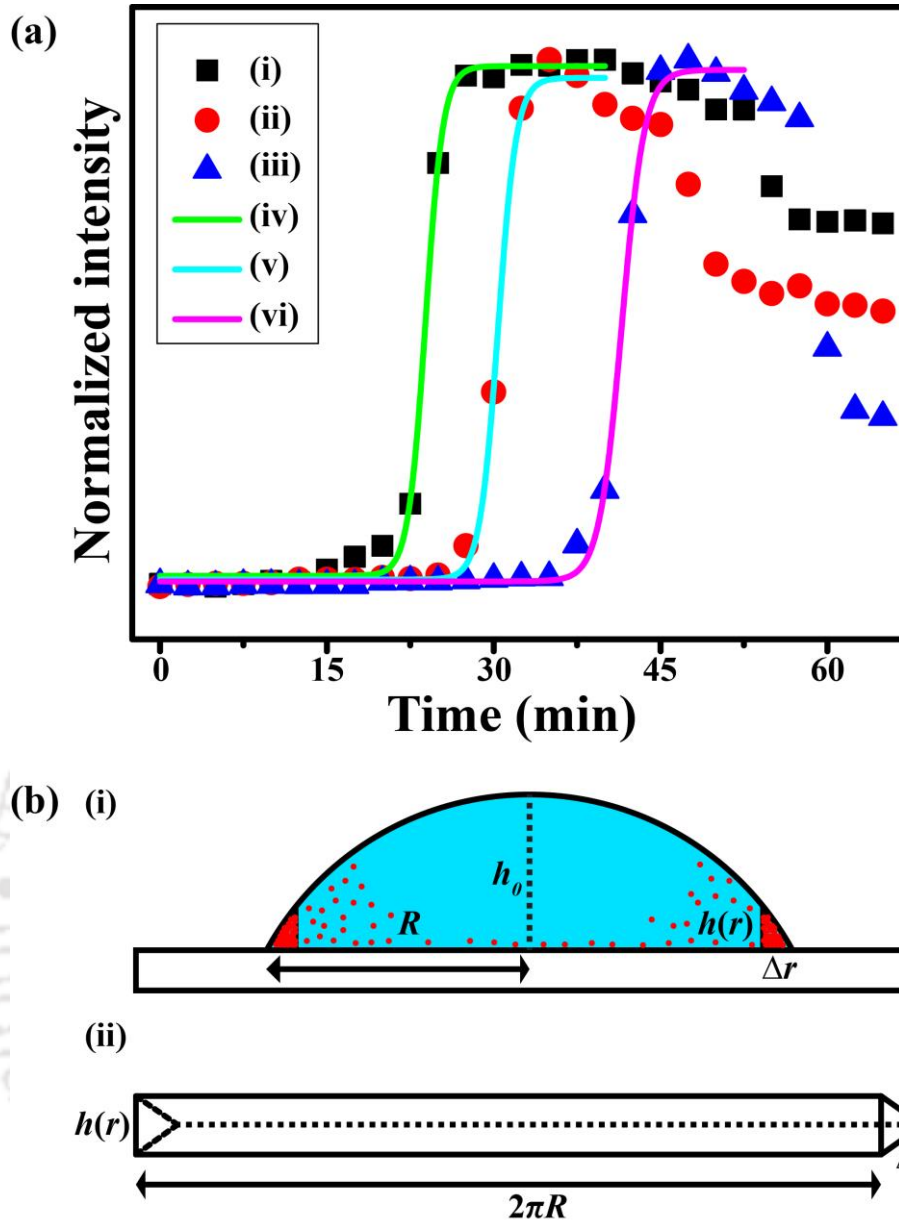 (a)
(i)
(ii)
(iii)
(iv)
(v)
(vi)
Normalized intensity
0 15 30 45 60
Time (min)
(b) (i)
h₀
R h(r)
Δr
(ii)
h(r)
2πR